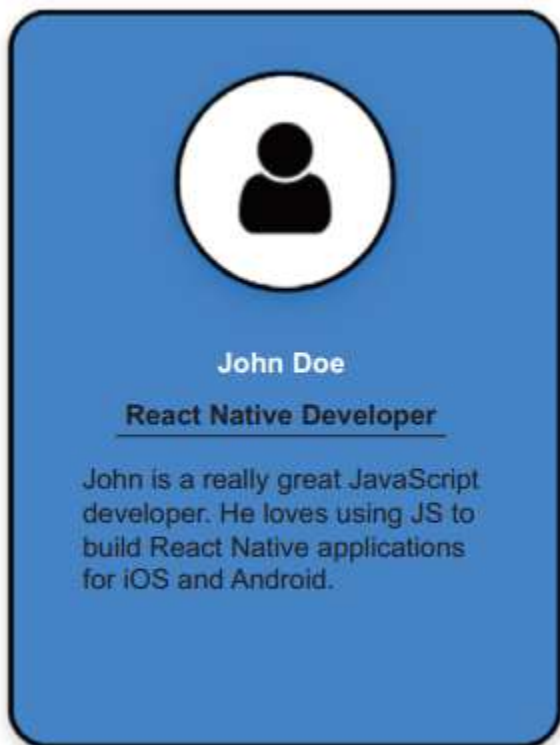 John Doe
React Native Developer
John is a really great JavaScript
developer. He loves using JS to
build React Native applications
for iOS and Android.